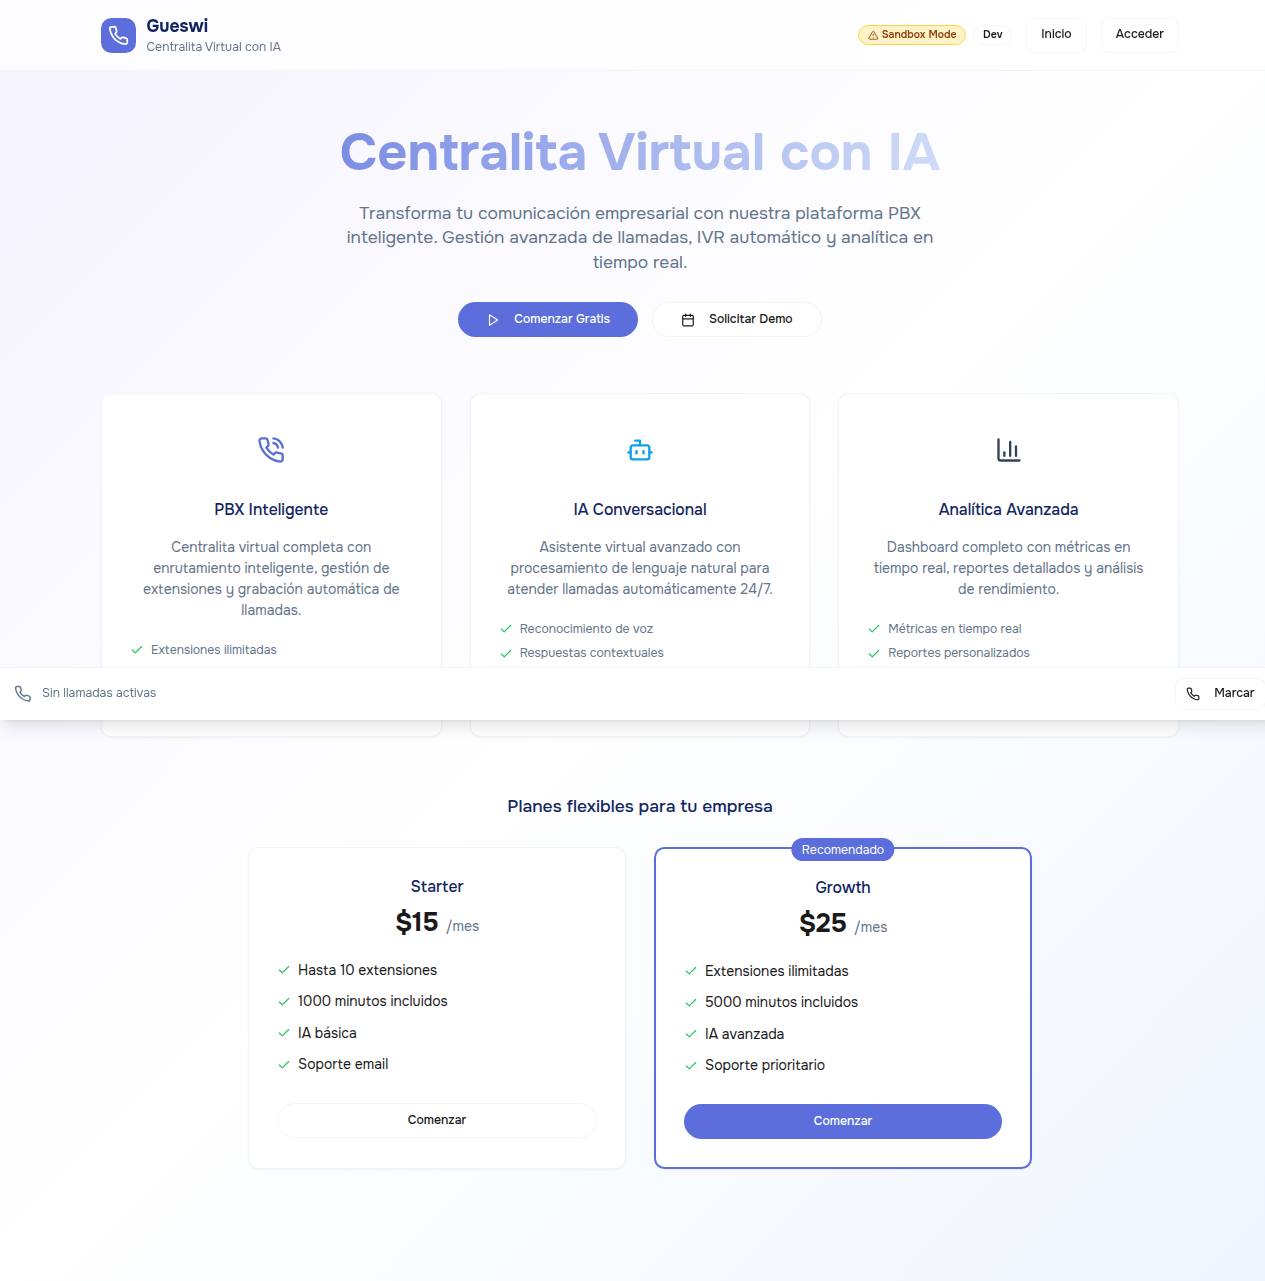 Gueswi
Centralita Virtual con IA
Sandbox Mode
Dev
Inicio
Acceder
Centralita Virtual con IA
Transforma tu comunicación empresarial con nuestra plataforma PBX
inteligente. Gestión avanzada de llamadas, IVR automático y analítica en
tiempo real.
Comenzar Gratis
Solicitar Demo
PBX Inteligente
Centralita virtual completa con
enrutamiento inteligente, gestión de
extensiones y grabación automática de
llamadas.
Extensiones ilimitadas
IA Conversacional
Asistente virtual avanzado con
procesamiento de lenguaje natural para
atender llamadas automáticamente 24/7.
Reconocimiento de voz
Respuestas contextuales
Analítica Avanzada
Dashboard completo con métricas en
tiempo real, reportes detallados y análisis
de rendimiento.
Métricas en tiempo real
Reportes personalizados
Sin llamadas activas
Marcar
Planes flexibles para tu empresa
Starter
$15 /mes
Hasta 10 extensiones
1000 minutos incluidos
IA básica
Soporte email
Comenzar
Recomendado
Growth
$25 /mes
Extensiones ilimitadas
5000 minutos incluidos
IA avanzada
Soporte prioritario
Comenzar